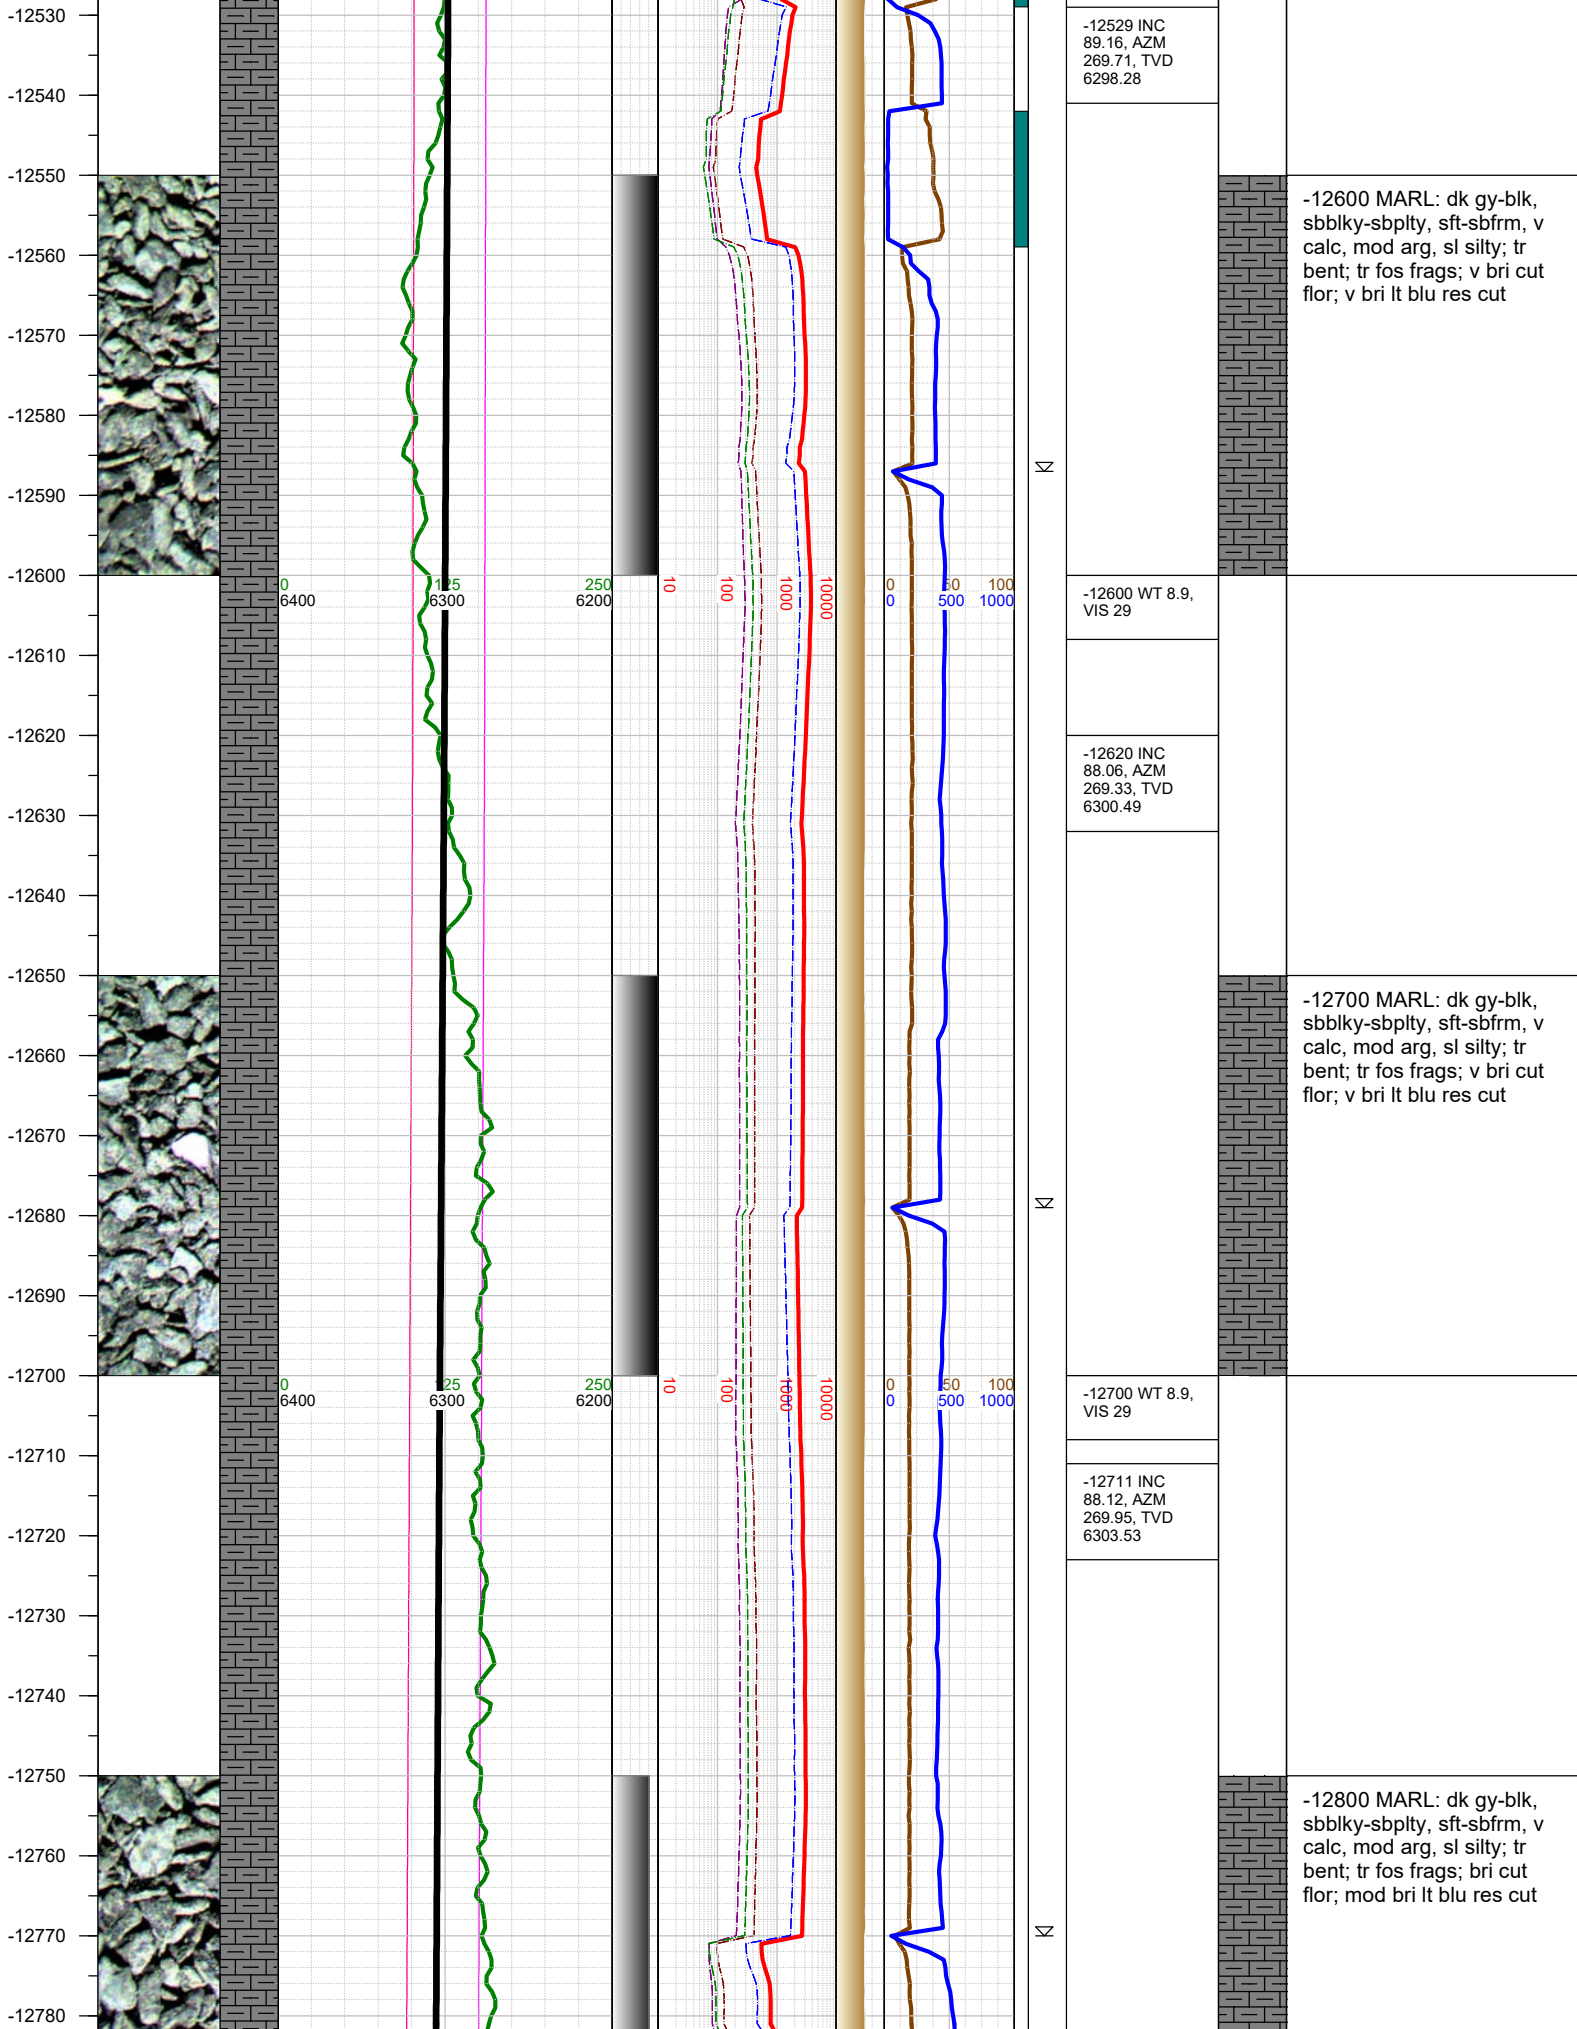 -12530
-12529 INC
89.16, AZM
269.71, TVD
6298.28
-12540
-12550
-12600 MARL: dk gy-blk,
sbblky-sbplty, sft-sbfrm, v
calc, mod arg, sl silty; tr
bent; tr fos frags; v bri cut
flor; v bri lt blu res cut
-12560
-12570
-12580
-12590
-12600
0 125 250
6400 6300 6200
10 100 1000 10000
0 50 100
0 500 1000
-12600 WT 8.9,
VIS 29
-12610
-12620
-12620 INC
88.06, AZM
269.33, TVD
6300.49
-12630
-12640
-12650
-12700 MARL: dk gy-blk,
sbblky-sbplty, sft-sbfrm, v
calc, mod arg, sl silty; tr
bent; tr fos frags; v bri cut
flor; v bri lt blu res cut
-12660
-12670
-12680
-12690
-12700
0 125 250
6400 6300 6200
10 100 1000 10000
0 50 100
0 500 1000
-12700 WT 8.9,
VIS 29
-12710
-12711 INC
88.12, AZM
269.95, TVD
6303.53
-12720
-12730
-12740
-12750
-12800 MARL: dk gy-blk,
sbblky-sbplty, sft-sbfrm, v
calc, mod arg, sl silty; tr
bent; tr fos frags; bri cut
flor; mod bri lt blu res cut
-12760
-12770
-12780